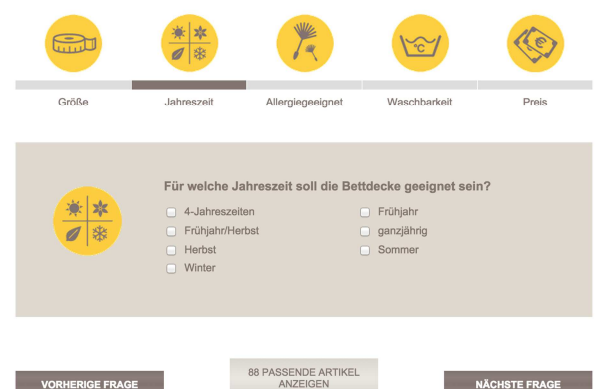 °C
€
Größe
Jahreszeit
Allergiegeeignet
Waschbarkeit
Preis
Für welche Jahreszeit soll die Bettdecke geeignet sein?
4-Jahreszeiten
Frühjahr
Frühjahr/Herbst
ganzjährig
Herbst
Sommer
Winter
VORHERIGE FRAGE
88 PASSENDE ARTIKEL
ANZEIGEN
NÄCHSTE FRAGE